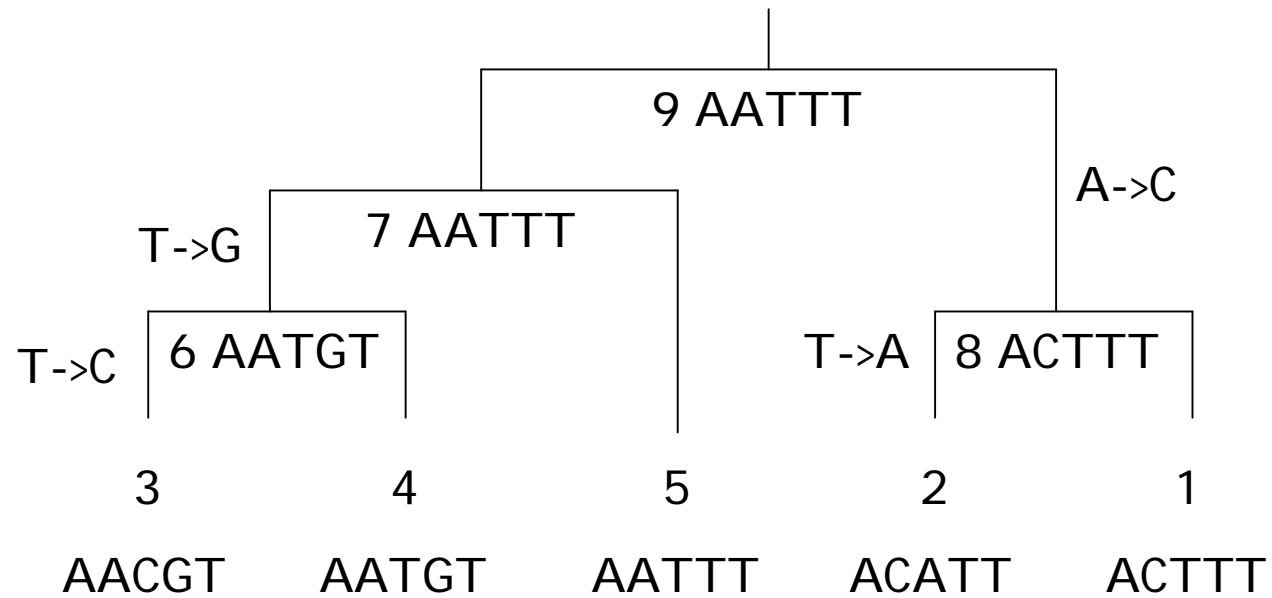 9 AATTT
A->C
7 AATTT
T->G
T->C
6 AATGT
T->A
8 ACTTT
3 4 5 2 1
AACGT AATGT AATTT ACATT ACTTT